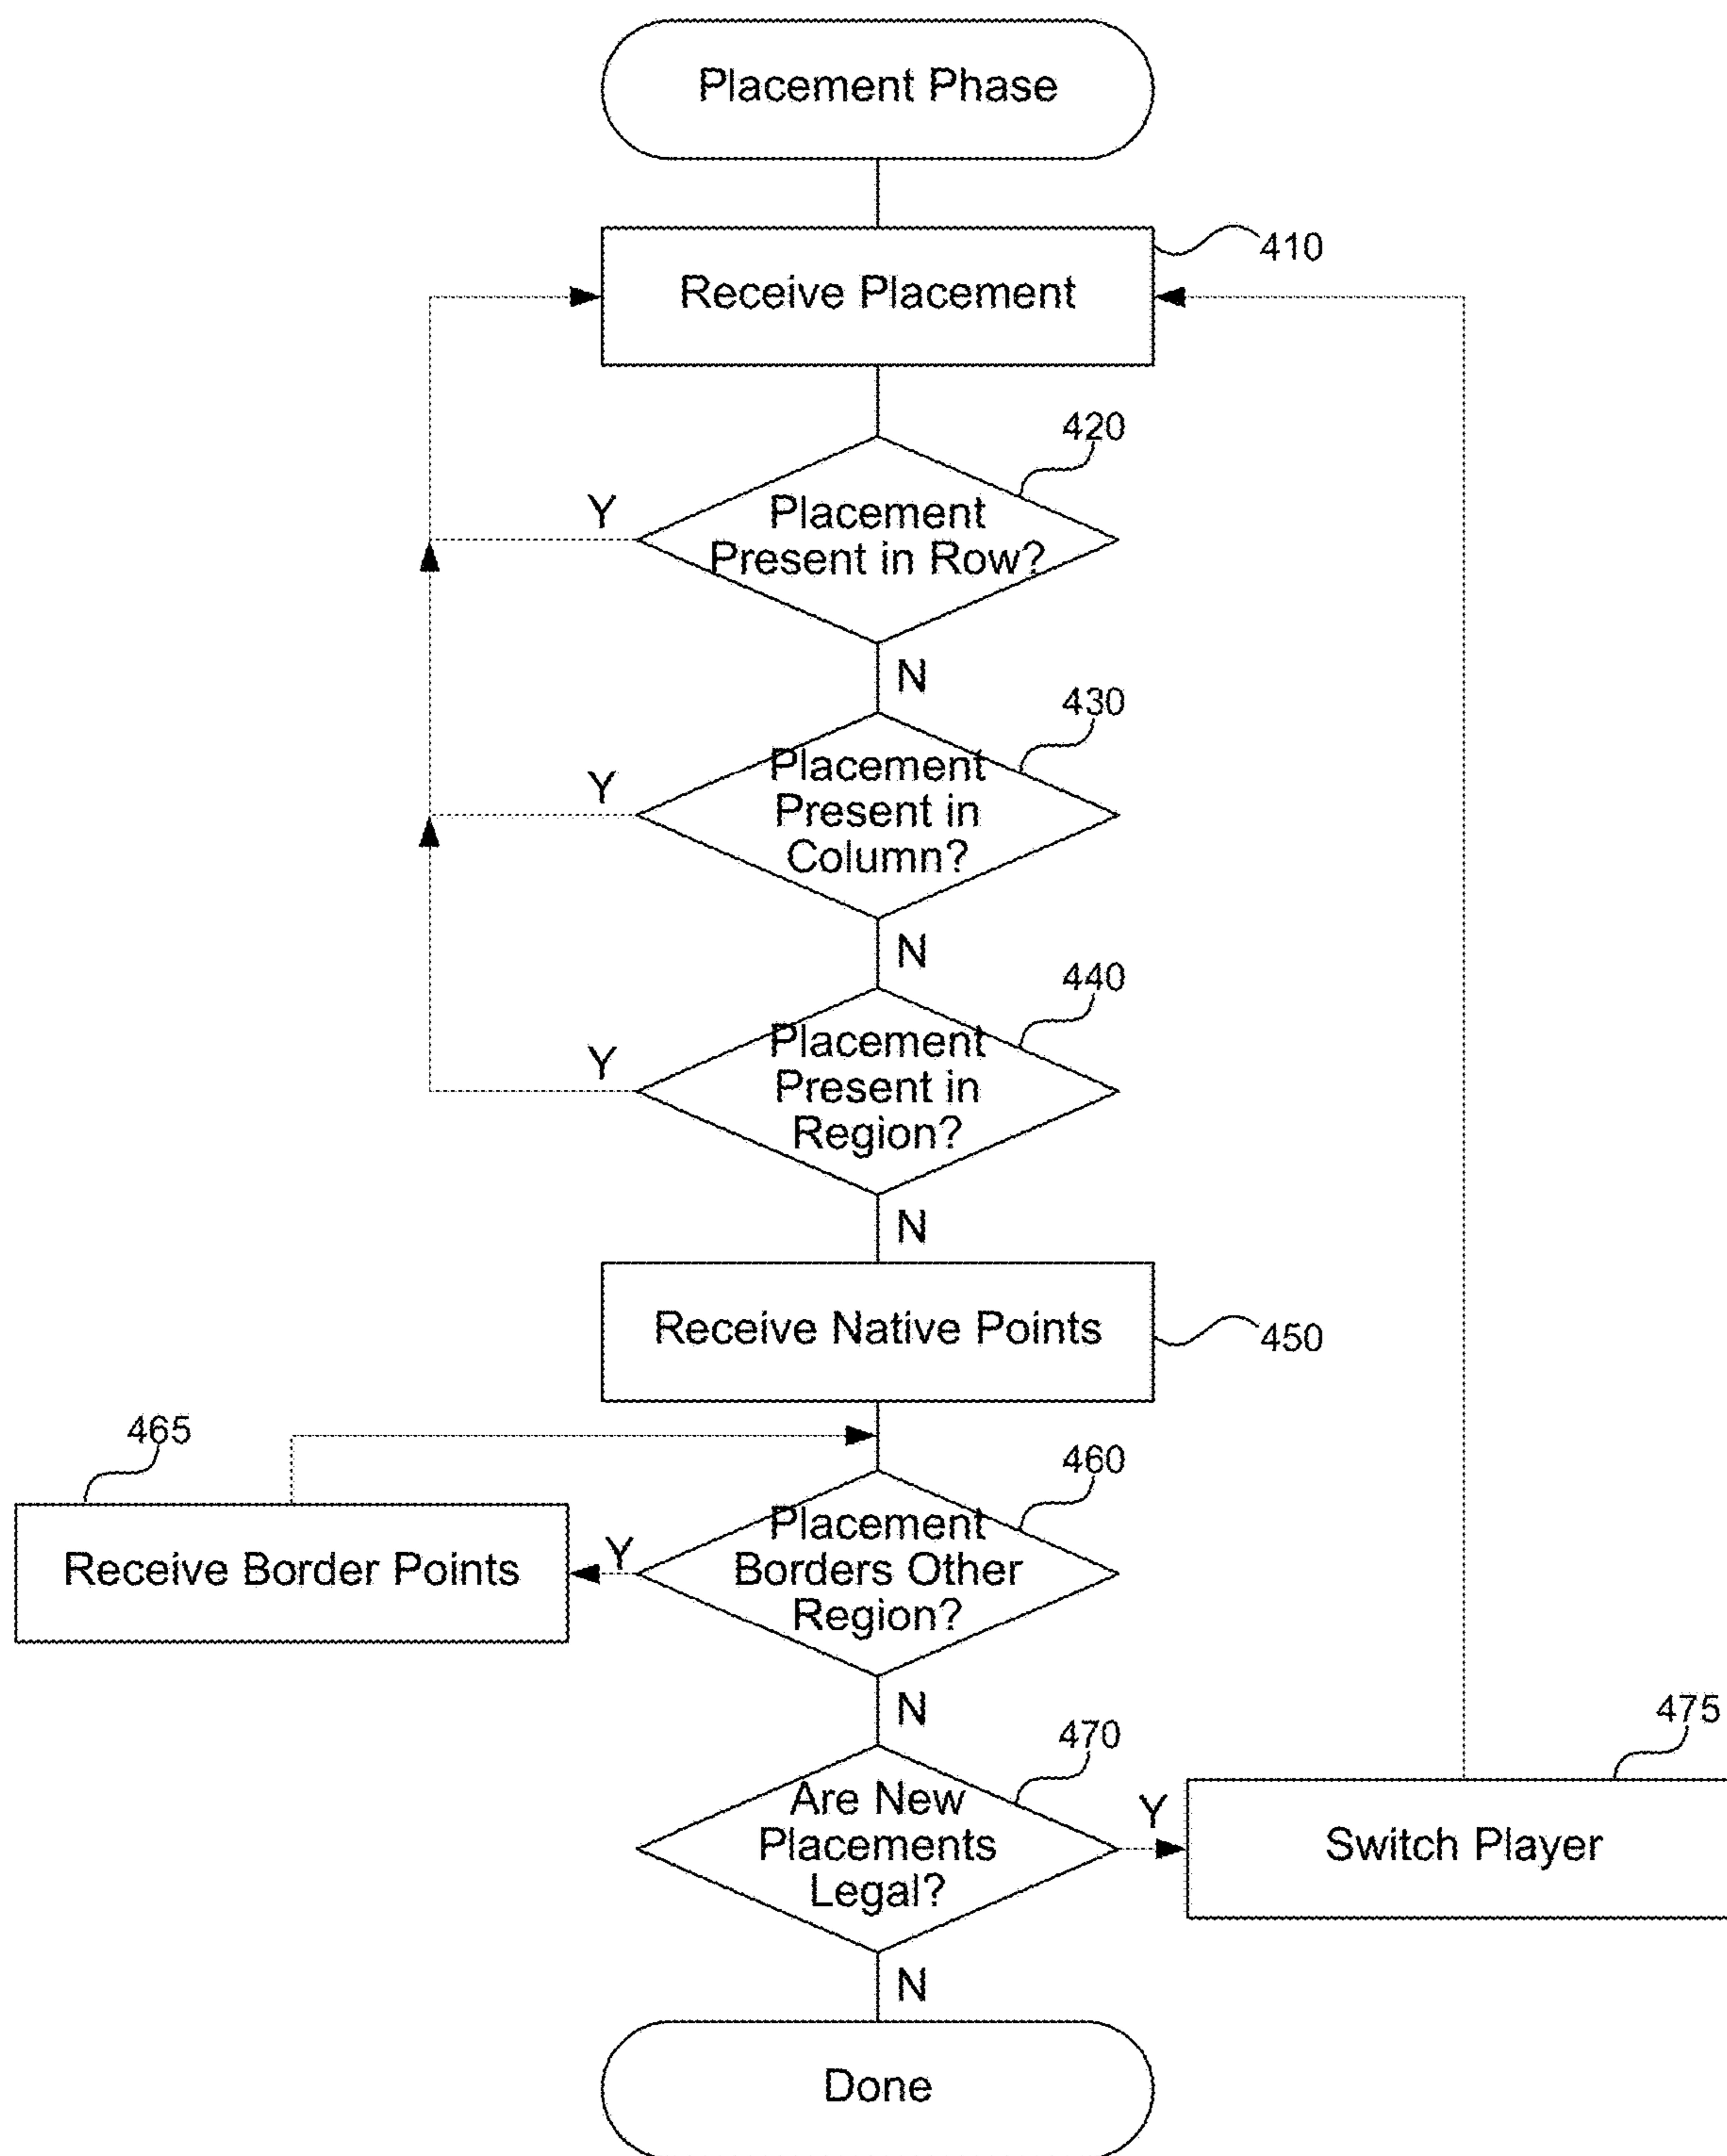 Placement Phase
410
Receive Placement
420
Y
Placement
Present in Row?
N
430
Y
Placement
Present in
Column?
N
440
Y
Placement
Present in
Region?
N
Receive Native Points
450
465
460
Receive Border Points
Y
Placement
Borders Other
Region?
N
470
475
Are New
Placements
Legal?
Y
Switch Player
N
Done